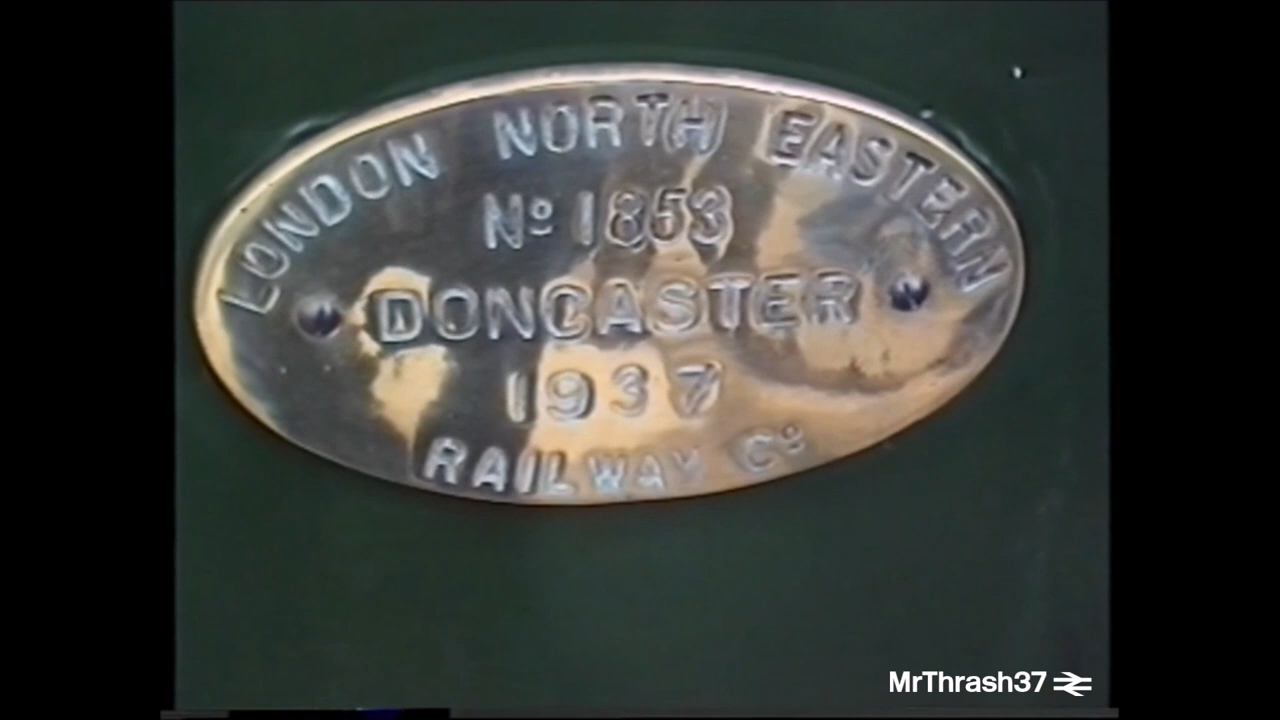 LONDON NORTH EASTERN
Nº 1853
DONCASTER
1937
RAILWAY Cº
MrThrash37